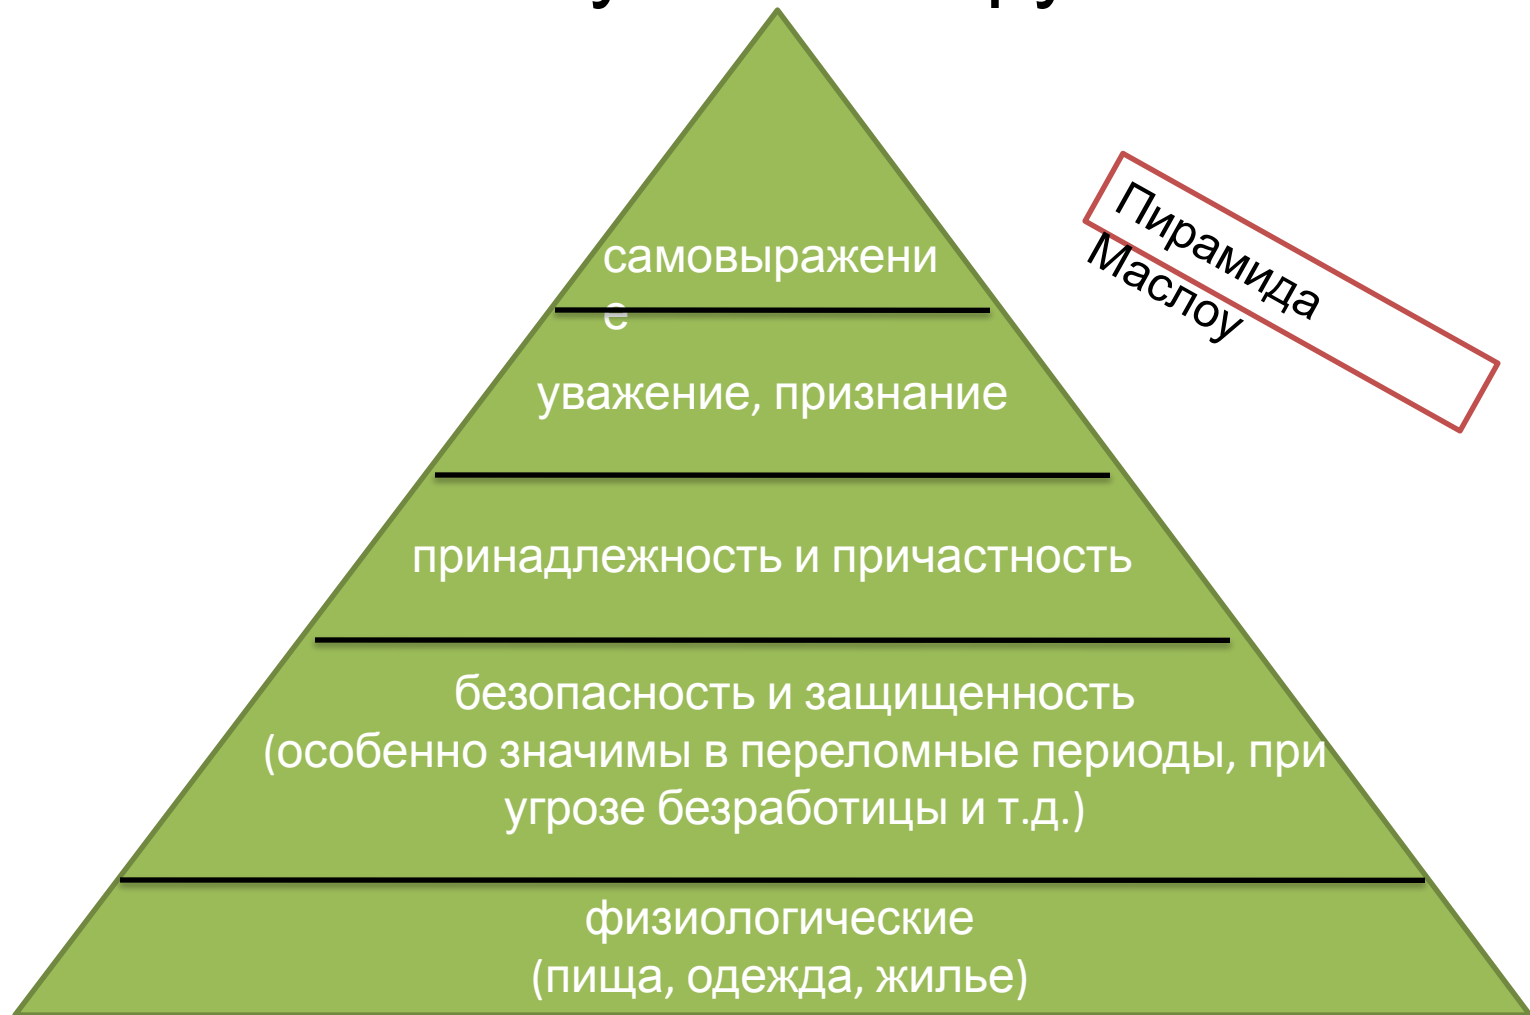 самовыражени
е
уважение, признание
принадлежность и причастность
безопасность и защищенность
(особенно значимы в переломные периоды, при
угрозе безработицы и т.д.)
физиологические
(пища, одежда, жилье)
Пирамида
Маслоу